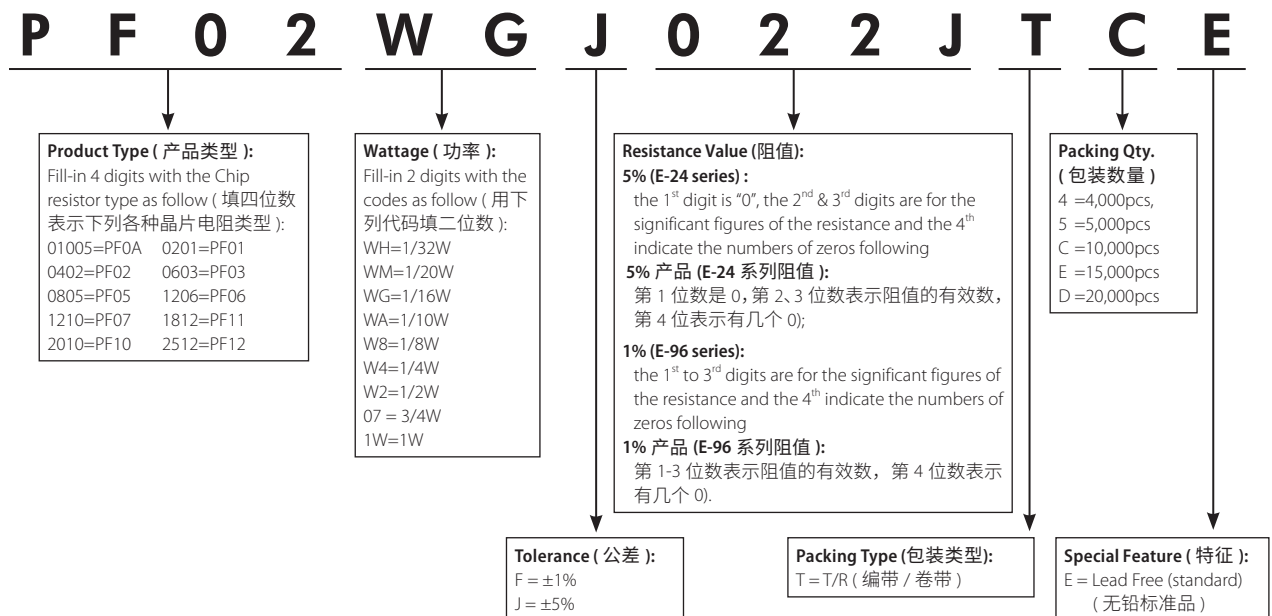 P F 0 2 W G J 0 2 2 J T C E
Product Type ( 产品类型 ):
Fill-in 4 digits with the Chip
resistor type as follow ( 填四位数
表示下列各种晶片电阻类型 ):
01005=PF0A 0201=PF01
0402=PF02 0603=PF03
0805=PF05 1206=PF06
1210=PF07 1812=PF11
2010=PF10 2512=PF12
Wattage ( 功率 ):
Fill-in 2 digits with the
codes as follow ( 用下
列代码填二位数 ):
WH=1/32W
WM=1/20W
WG=1/16W
WA=1/10W
W8=1/8W
W4=1/4W
W2=1/2W
07 = 3/4W
1W=1W
Resistance Value (阻值):
5% (E-24 series) :
the 1st digit is “0”, the 2nd & 3rd digits are for the
significant figures of the resistance and the 4th
indicate the numbers of zeros following
5% 产品 (E-24 系列阻值 ):
第 1 位数是 0, 第 2、3 位数表示阻值的有效数,
第 4 位表示有几个 0);
1% (E-96 series):
the 1st to 3rd digits are for the significant figures of
the resistance and the 4th indicate the numbers of
zeros following
1% 产品 (E-96 系列阻值 ):
第 1-3 位数表示阻值的有效数，第 4 位数表示
有几个 0).
Packing Qty.
( 包装数量 )
4 =4,000pcs,
5 =5,000pcs
C =10,000pcs
E =15,000pcs
D =20,000pcs
Tolerance ( 公差 ):
F = ±1%
J = ±5%
Packing Type (包装类型):
T = T/R ( 编带 / 卷带 )
Special Feature ( 特征 ):
E = Lead Free (standard)
( 无铅标准品 )